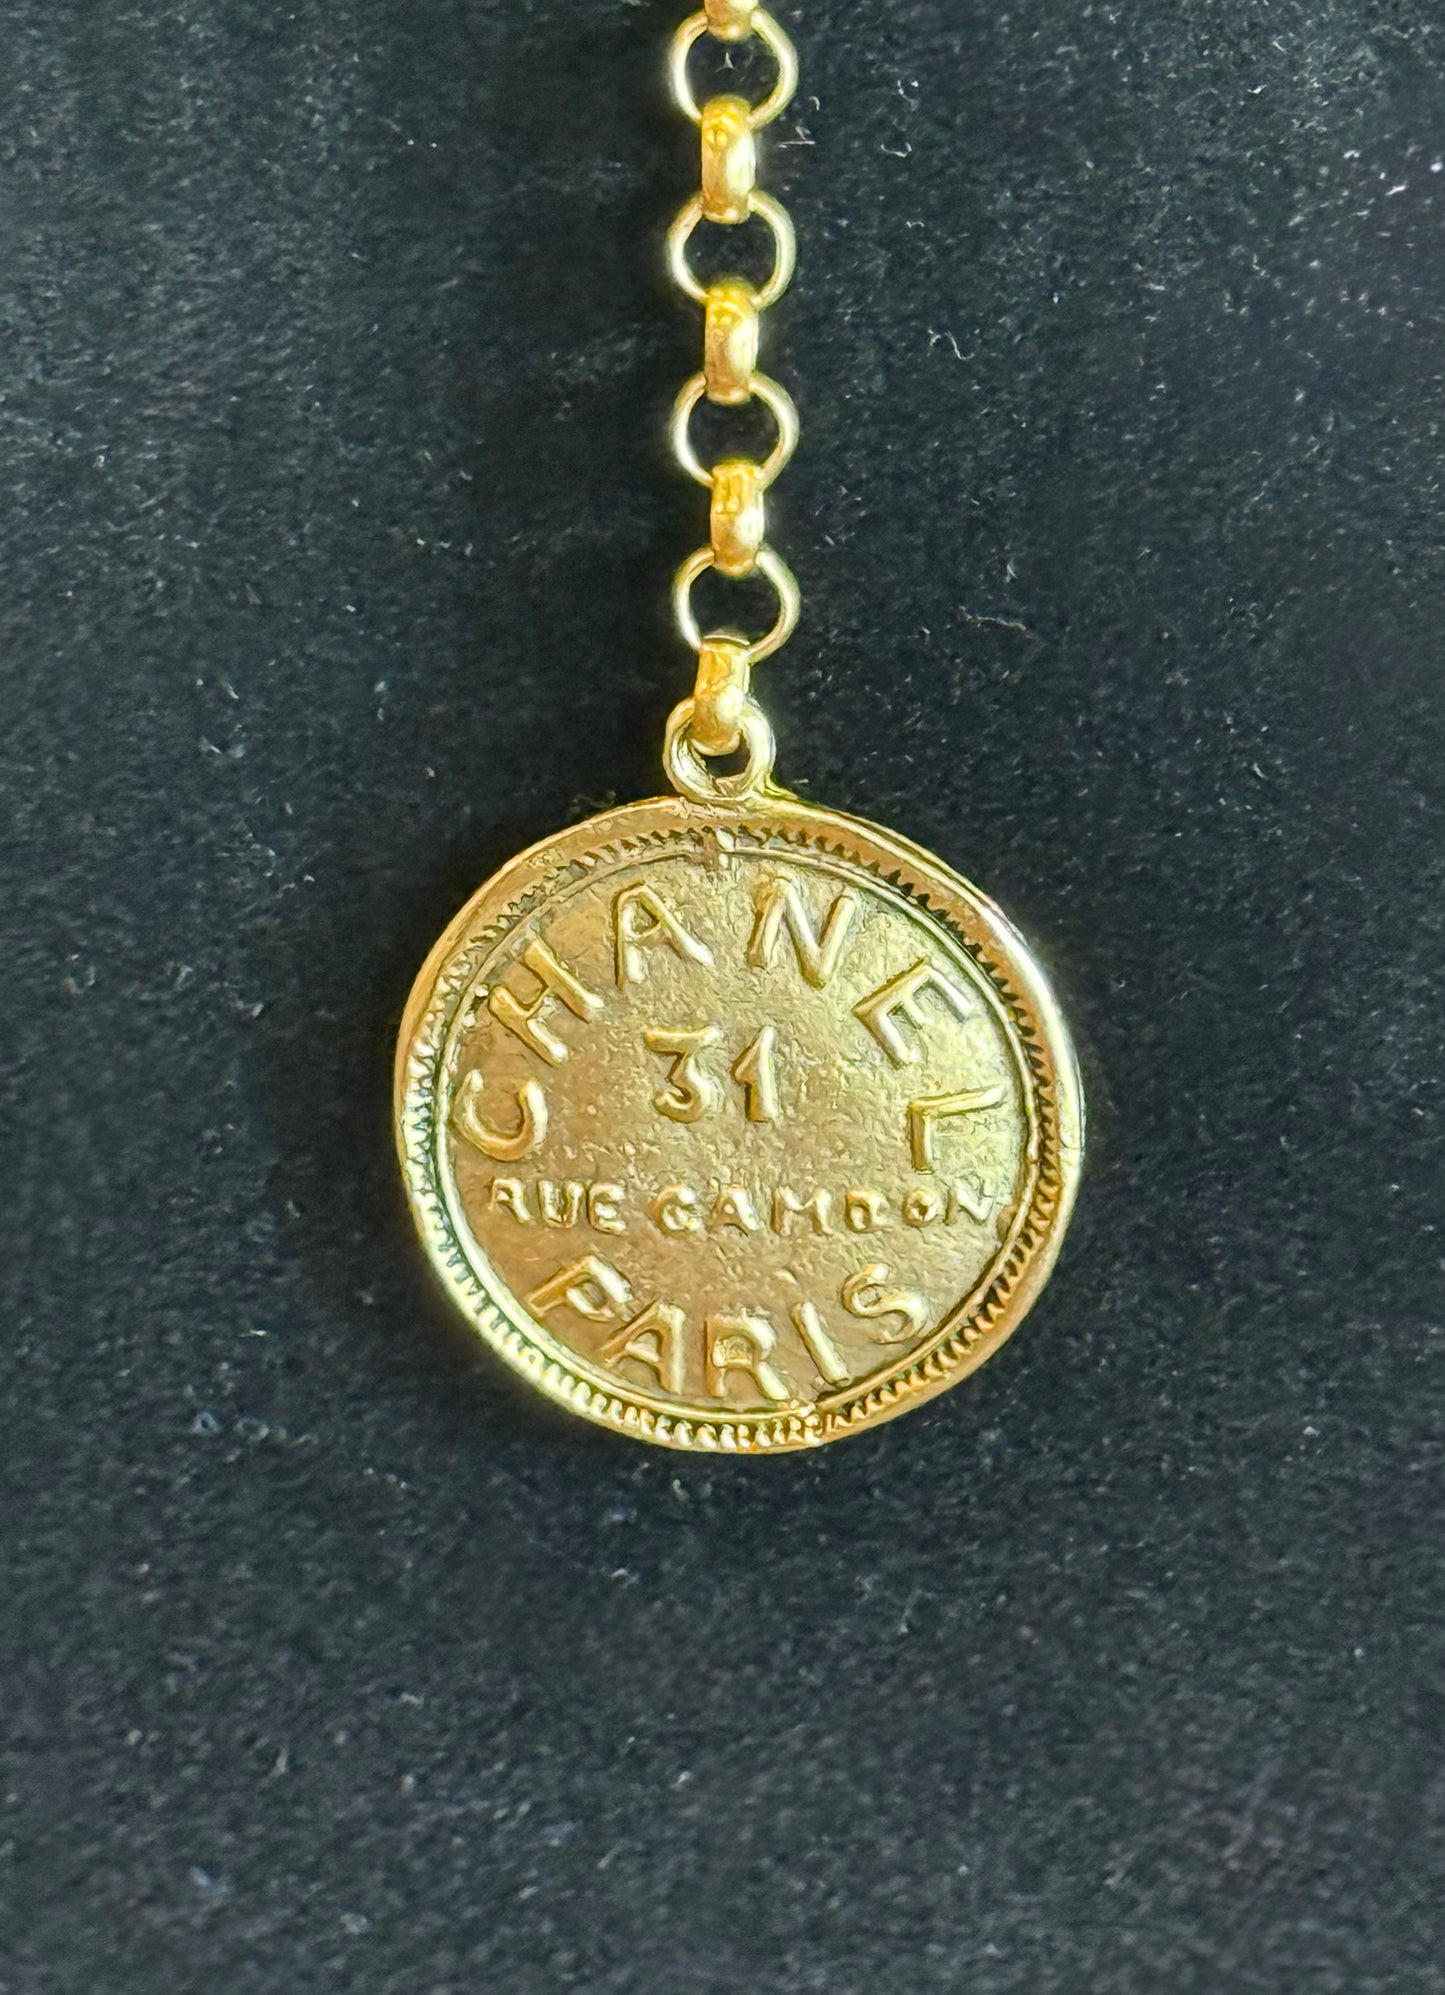 CHANEL
31
RUE CAMBON
PARIS